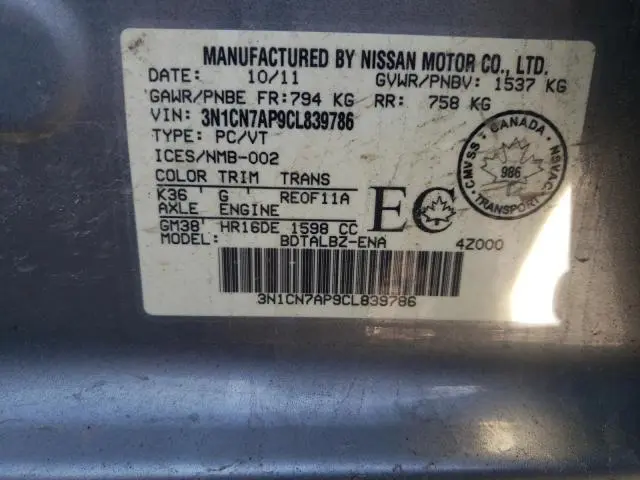 MANUFACTURED BY NISSAN MOTOR CO., LTD.
DATE: 10/11 GVWR/PNBV: 1537 KG
GAWR/PNBE FR: 794 KG RR: 758 KG
VIN: 3N1CN7AP9CL839786
TYPE: PC/VT
ICES/NMB-002
COLOR TRIM TRANS
K36 ' G ' RE0F11A
AXLE ENGINE
GM38' HR16DE 1598 CC
MODEL: BDTALBZ-ENA 4Z000
EC
CANADA
CMVSS NSVAC
986
TRANSPORT
3N1CN7AP9CL839786